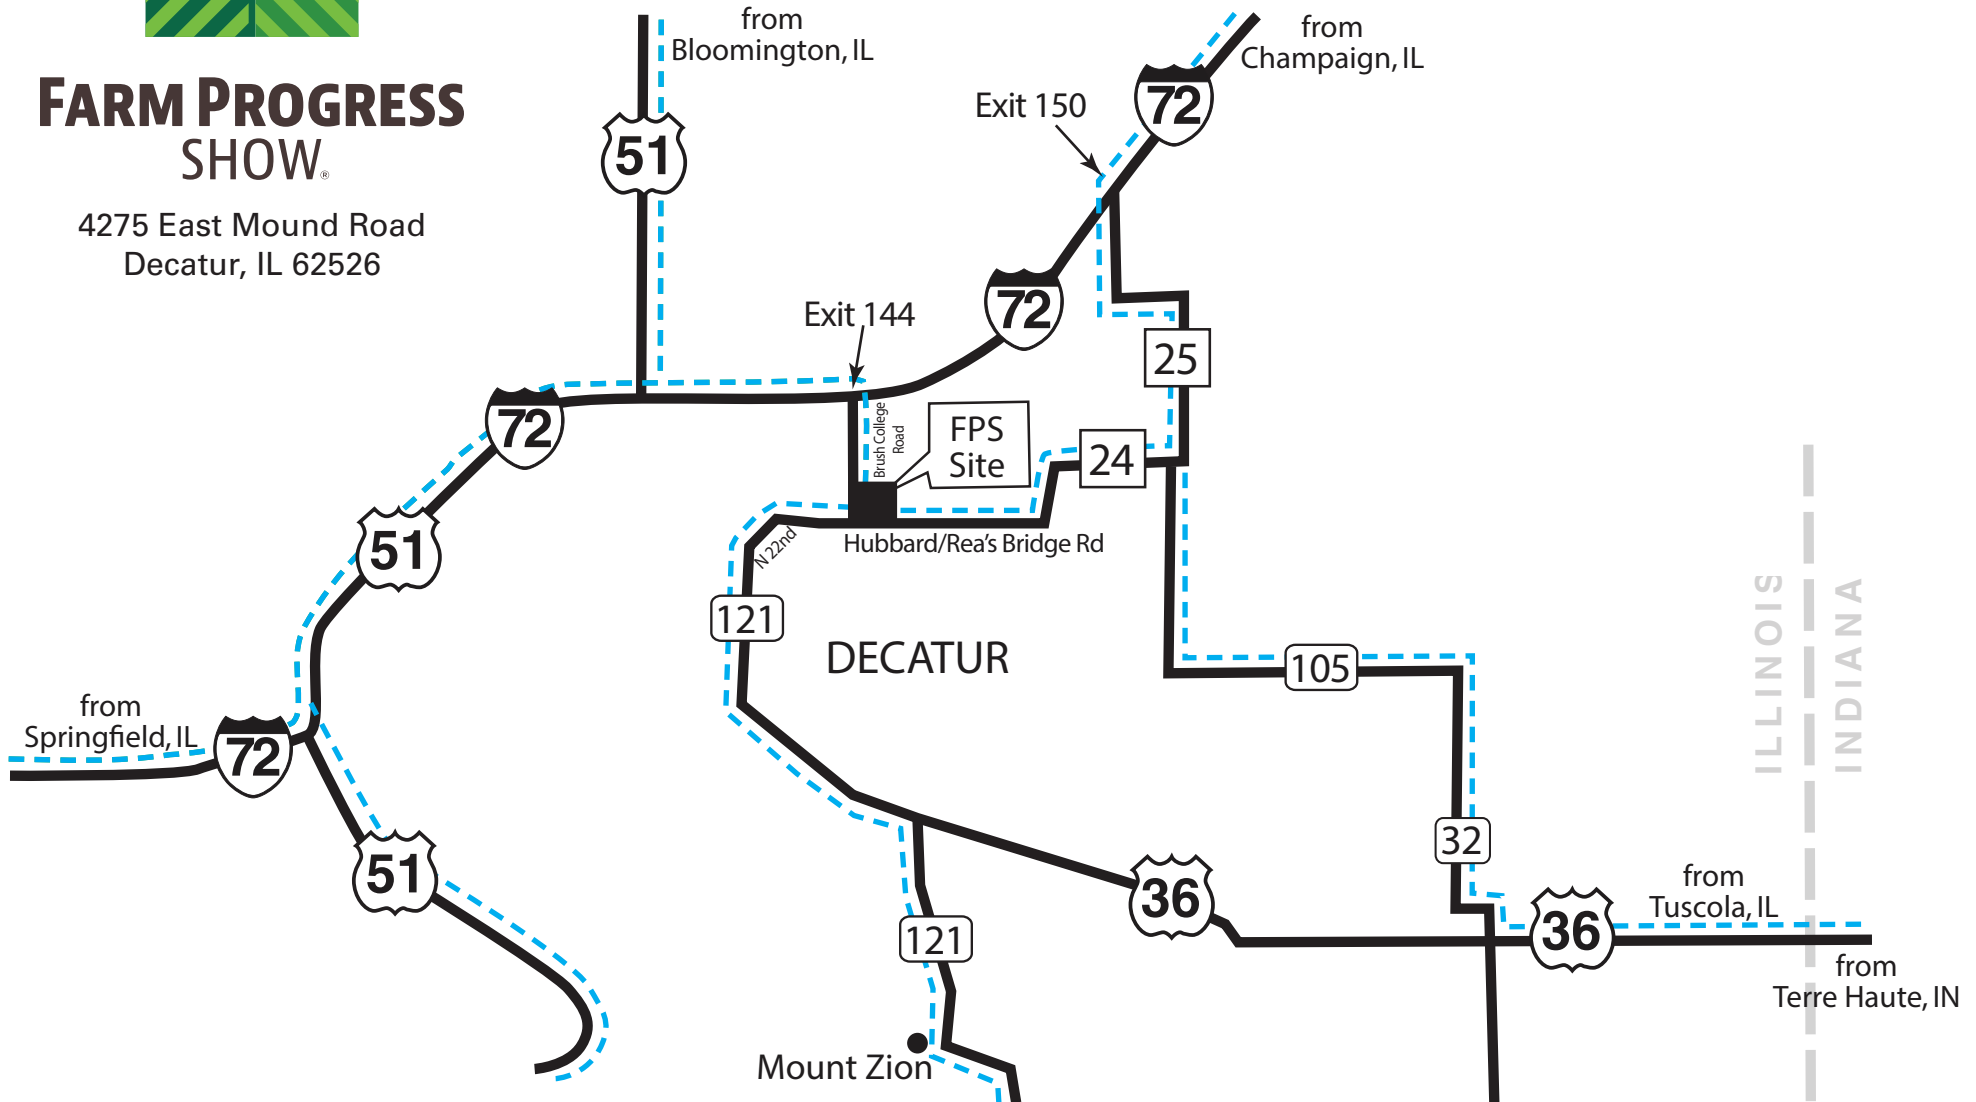 FARM PROGRESS
SHOW®
4275 East Mound Road
Decatur, IL 62526
from
Bloomington, IL
from
Champaign, IL
Exit 150
72
51
72
Exit 144
25
72
Brush College
Road
FPS
Site
24
51
N 22nd
Hubbard/Rea's Bridge Rd
121
DECATUR
105
ILLINOIS
INDIANA
from
Springfield, IL
72
32
51
36
from
Tuscola, IL
36
121
from
Terre Haute, IN
Mount Zion